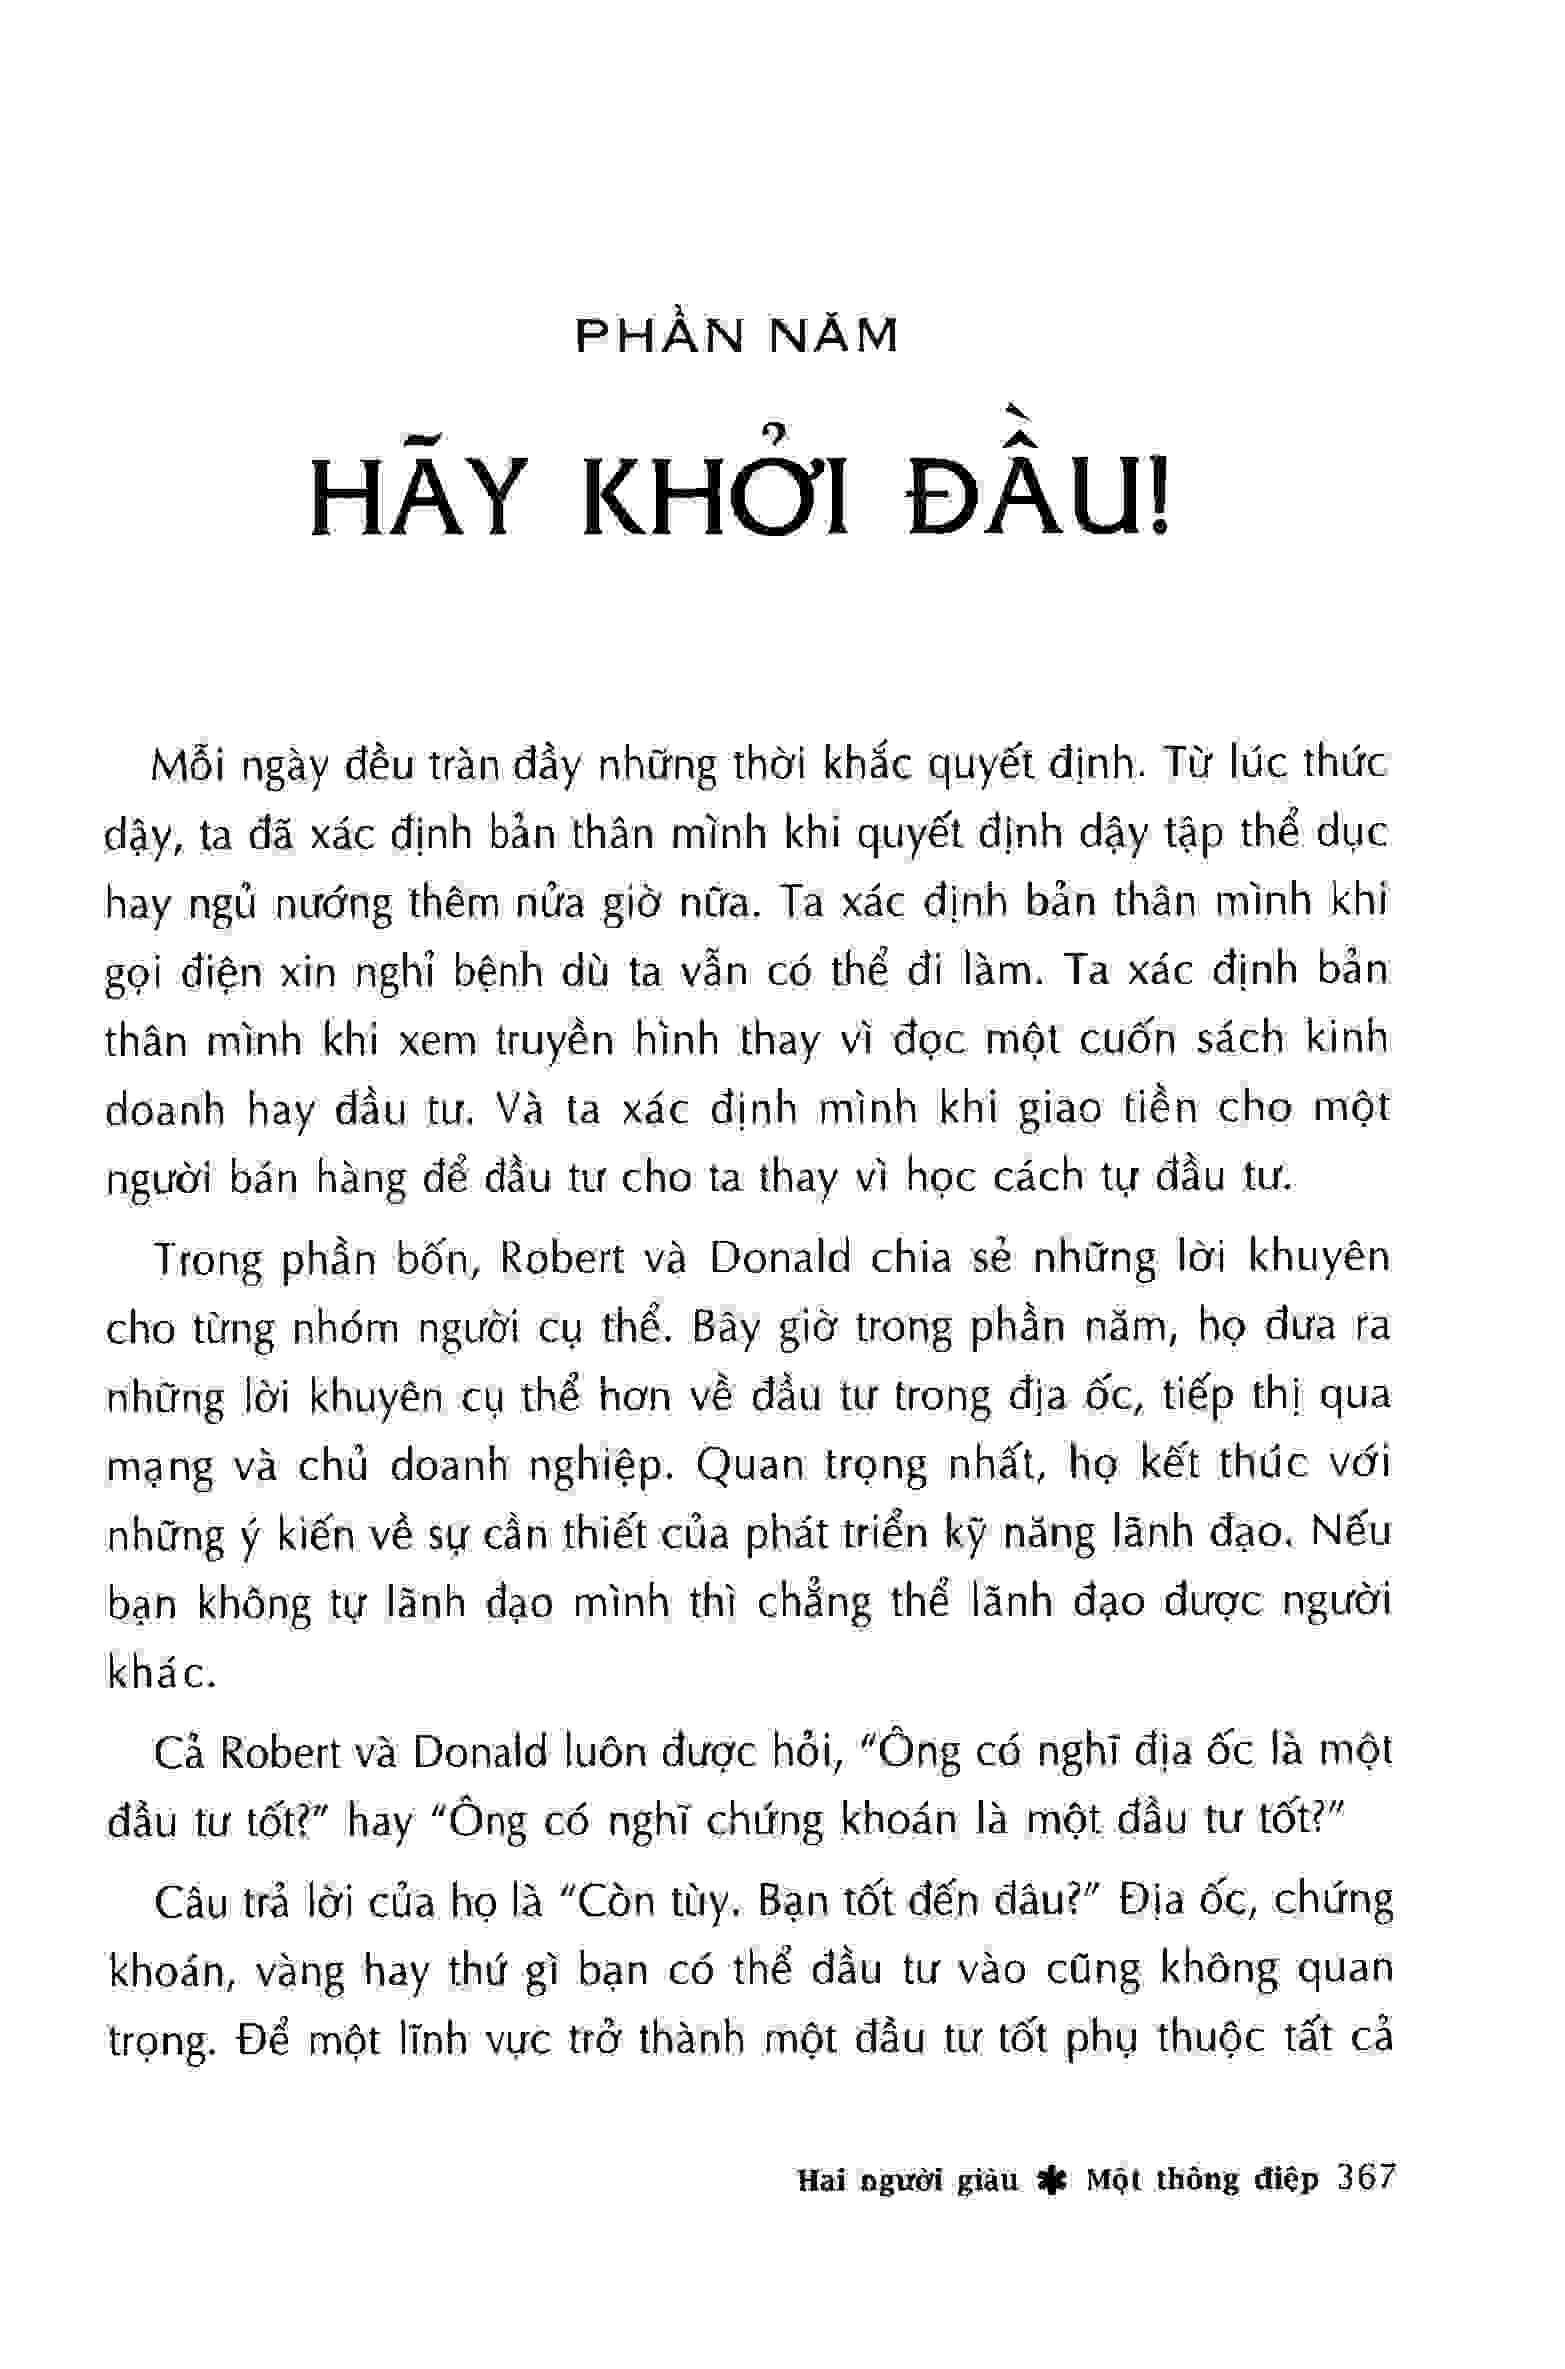 PHẦN NĂM
HÃY KHỞI ĐẦU!
Mỗi ngày đều tràn đầy những thời khắc quyết định. Từ lúc thức
dậy, ta đã xác định bản thân mình khi quyết định dậy tập thể dục
hay ngủ nướng thêm nửa giờ nữa. Ta xác định bản thân mình khi
gọi điện xin nghỉ bệnh dù ta vẫn có thể đi làm. Ta xác định bản
thân mình khi xem truyền hình thay vì đọc một cuốn sách kinh
doanh hay đầu tư. Và ta xác định mình khi giao tiền cho một
người bán hàng để đầu tư cho ta thay vì học cách tự đầu tư.
Trong phần bốn, Robert và Donald chia sẻ những lời khuyên
cho từng nhóm người cụ thể. Bây giờ trong phần năm, họ đưa ra
những lời khuyên cụ thể hơn về đầu tư trong địa ốc, tiếp thị qua
mạng và chủ doanh nghiệp. Quan trọng nhất, họ kết thúc với
những ý kiến về sự cần thiết của phát triển kỹ năng lãnh đạo. Nếu
bạn không tự lãnh đạo mình thì chẳng thể lãnh đạo được người
khác.
Cả Robert và Donald luôn được hỏi, "Ông có nghĩ địa ốc là một
đầu tư tốt?" hay "Ông có nghĩ chứng khoán là một đầu tư tốt?"
Câu trả lời của họ là "Còn tùy. Bạn tốt đến đâu?" Địa ốc, chứng
khoán, vàng hay thứ gì bạn có thể đầu tư vào cũng không quan
trọng. Để một lĩnh vực trở thành một đầu tư tốt phụ thuộc tất cả
Hai người giàu ✱ Một thông điệp 367